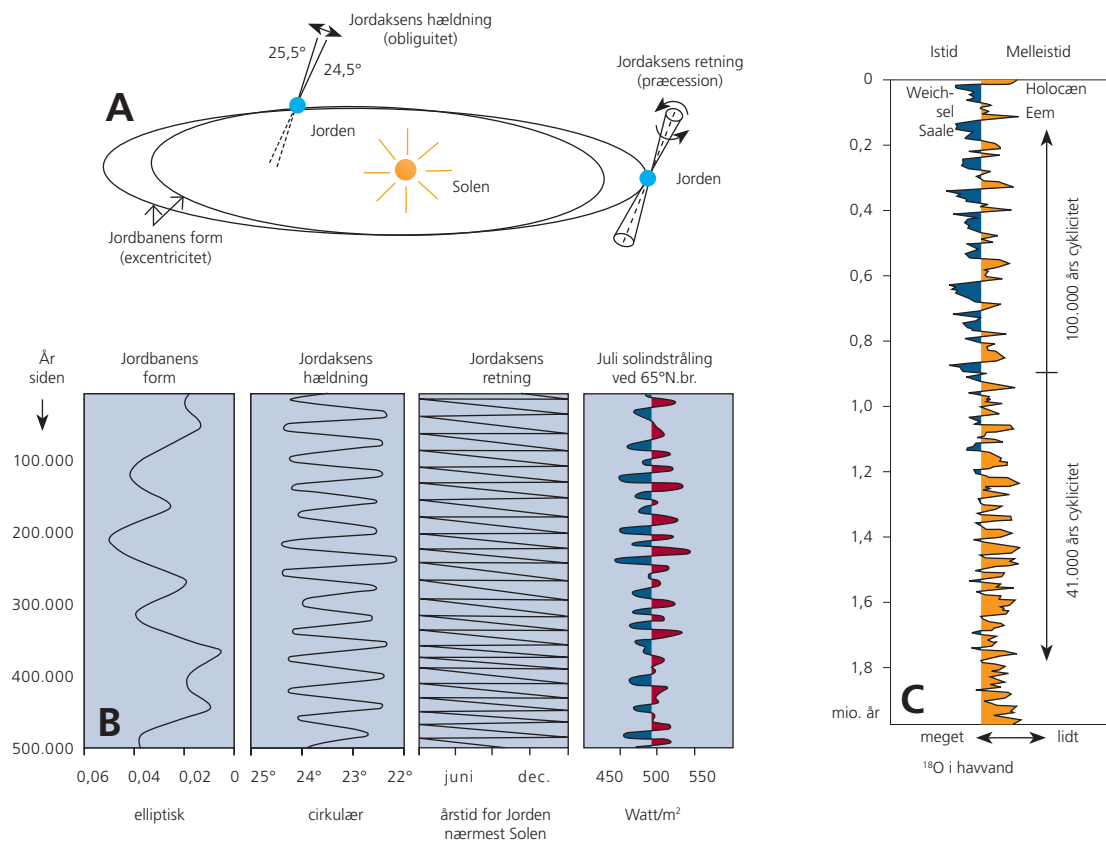 Jordaksens hældning
(obliguitet)
25,5°
24,5°
A
Jorden
Solen
Jordaksens retning
(præcession)
Jorden
Jordbanens form
(excentricitet)
År
siden
Jordbanens
form
Jordaksens
hældning
Jordaksens
retning
Juli solindstråling
ved 65°N.br.
100.000
200.000
300.000
400.000
500.000
B
0,06
0,04
0,02
0
25°
24°
23°
22°
juni
dec.
450
500
550
elliptisk
cirkulær
årstid for Jorden
nærmest Solen
Watt/m²
Istid
Melleistid
0
0,2
0,4
0,6
0,8
1,0
1,2
1,4
1,6
1,8
mio. år
Weich-
sel
Saale
Holocæn
Eem
100.000 års cyklicitet
41.000 års cyklicitet
C
meget
lidt
¹⁸O i havvand